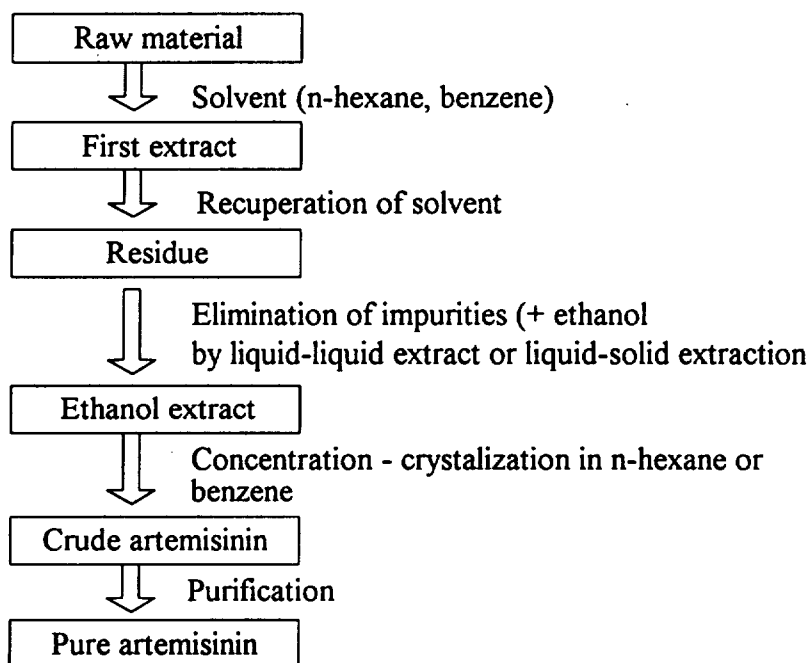 Raw material
Solvent (n-hexane, benzene)
First extract
Recuperation of solvent
Residue
Elimination of impurities (+ ethanol
by liquid-liquid extract or liquid-solid extraction
Ethanol extract
Concentration - crystalization in n-hexane or
benzene
Crude artemisinin
Purification
Pure artemisinin